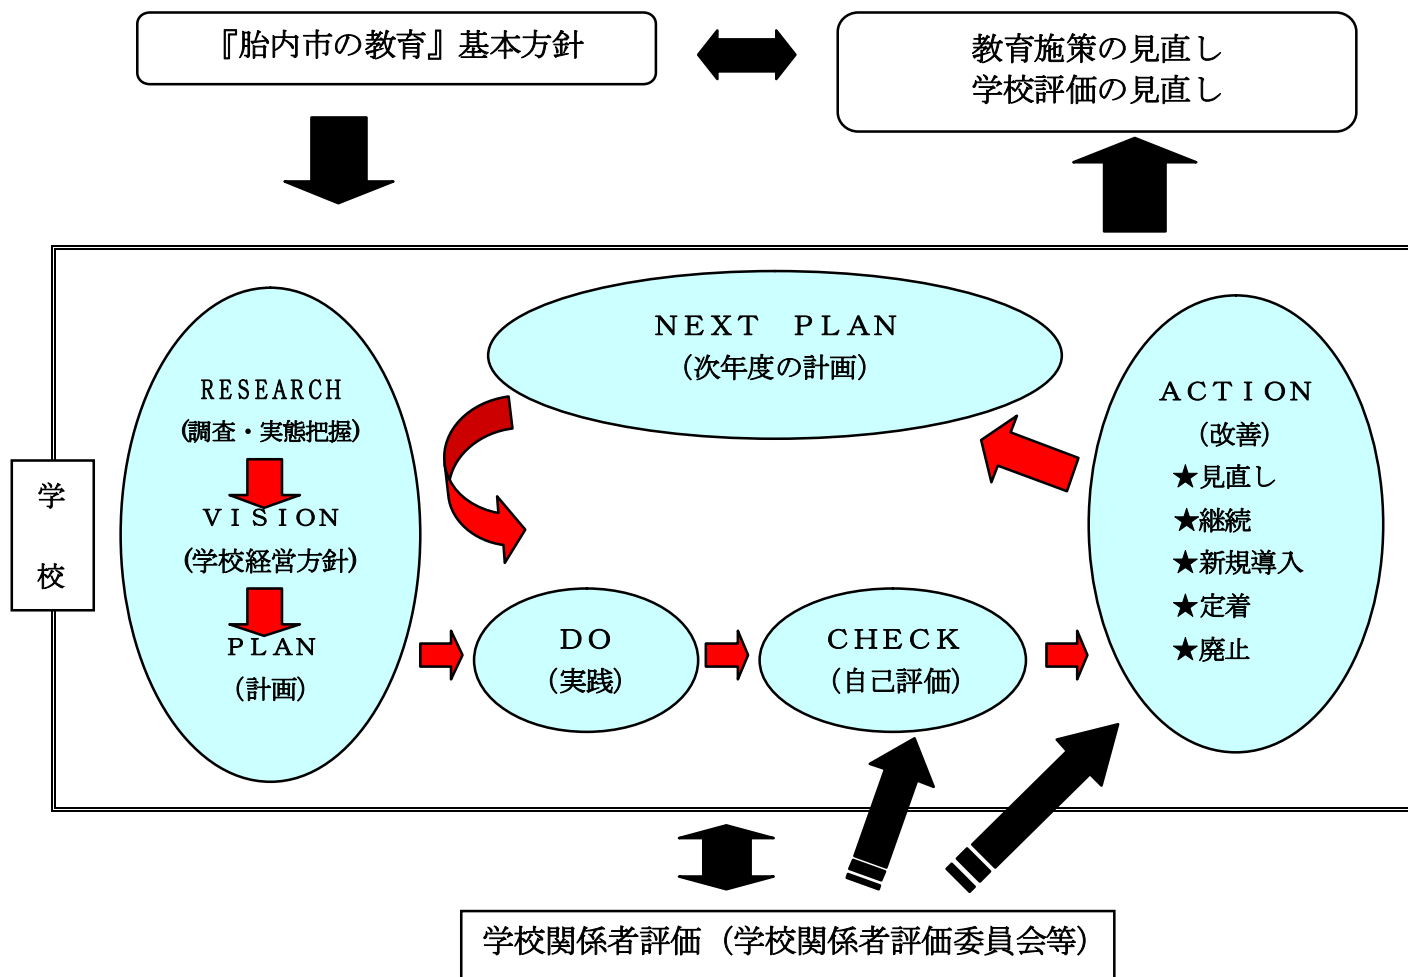 『胎内市の教育』基本方針
教育施策の見直し
学校評価の見直し
学
校
RESEARCH
(調査・実態把握)
VISION
(学校経営方針)
PLAN
(計画)
NEXT PLAN
(次年度の計画)
DO
(実践)
CHECK
(自己評価)
ACTION
(改善)
★見直し
★継続
★新規導入
★定着
★廃止
学校関係者評価(学校関係者評価委員会等)